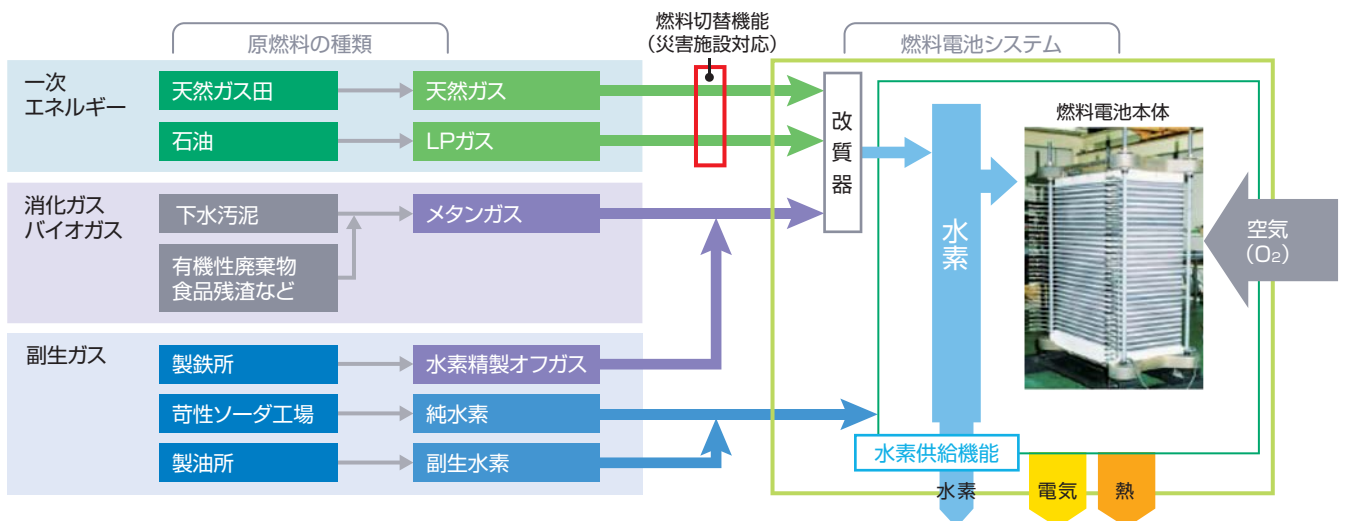 原燃料の種類
燃料切替機能
（災害施設対応）
燃料電池システム
一次
エネルギー
天然ガス田
天然ガス
石油
LPガス
消化ガス
バイオガス
下水汚泥
メタンガス
有機性廃棄物
食品残渣など
副生ガス
製鉄所
水素精製オフガス
苛性ソーダ工場
純水素
製油所
副生水素
改
質
器
水
素
燃料電池本体
空気
（O₂）
水素供給機能
水素
電気
熱